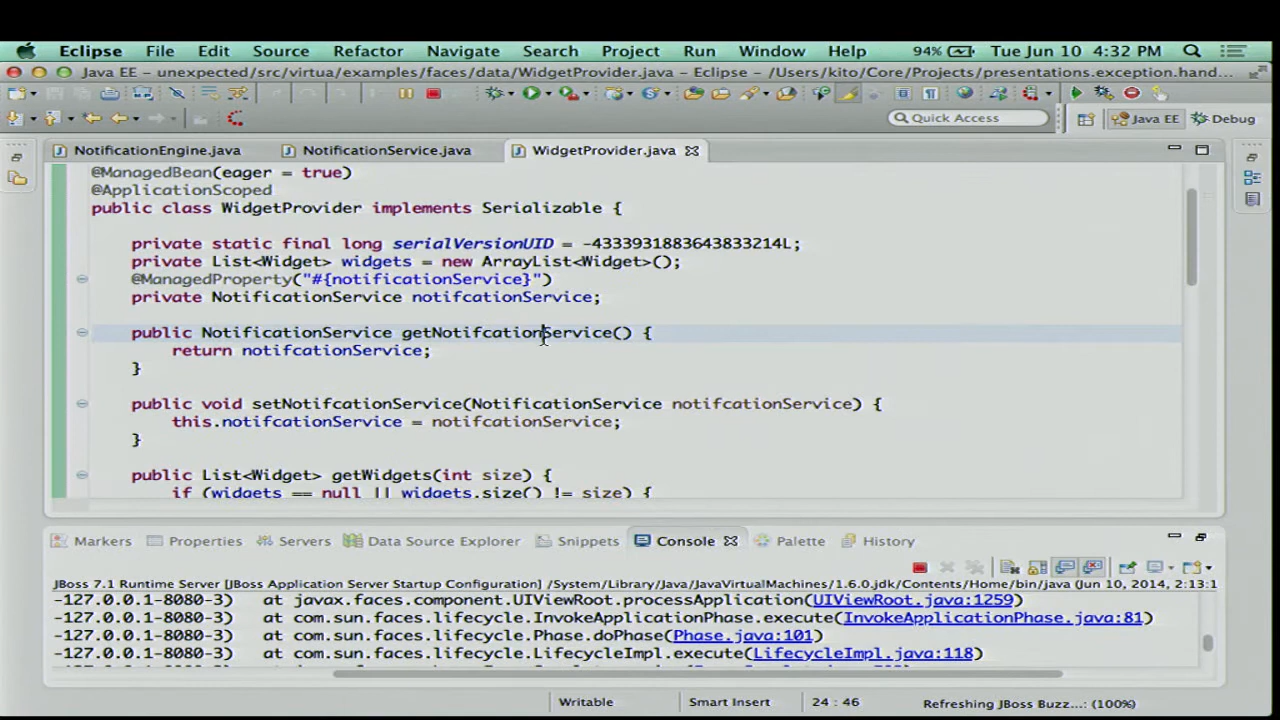 Eclipse File Edit Source Refactor Navigate Search Project Run Window Help 94% Tue Jun 10 4:32 PM
Java EE – unexpected/src/virtua/examples/faces/data/WidgetProvider.java – Eclipse – /Users/kito/Core/Projects/presentations.exception.hand...
Quick Access Java EE Debug
NotificationEngine.java NotificationService.java WidgetProvider.java
@ManagedBean(eager = true)
@ApplicationScoped
public class WidgetProvider implements Serializable {
private static final long serialVersionUID = -4333931883643833214L;
private List<Widget> widgets = new ArrayList<Widget>();
@ManagedProperty("#{notificationService}")
private NotificationService notifcationService;
public NotificationService getNotifcationService() {
return notifcationService;
}
public void setNotifcationService(NotificationService notifcationService) {
this.notifcationService = notifcationService;
}
public List<Widget> getWidgets(int size) {
if (widgets == null || widgets.size() != size) {
Markers Properties Servers Data Source Explorer Snippets Console Palette History
JBoss 7.1 Runtime Server [JBoss Application Server Startup Configuration] /System/Library/Java/JavaVirtualMachines/1.6.0.jdk/Contents/Home/bin/java (Jun 10, 2014, 2:13:1
-127.0.0.1-8080-3) at javax.faces.component.UIViewRoot.processApplication(UIViewRoot.java:1259)
-127.0.0.1-8080-3) at com.sun.faces.lifecycle.InvokeApplicationPhase.execute(InvokeApplicationPhase.java:81)
-127.0.0.1-8080-3) at com.sun.faces.lifecycle.Phase.doPhase(Phase.java:101)
-127.0.0.1-8080-3) at com.sun.faces.lifecycle.LifecycleImpl.execute(LifecycleImpl.java:118)
Writable Smart Insert 24 : 46 Refreshing JBoss Buzz...: (100%)